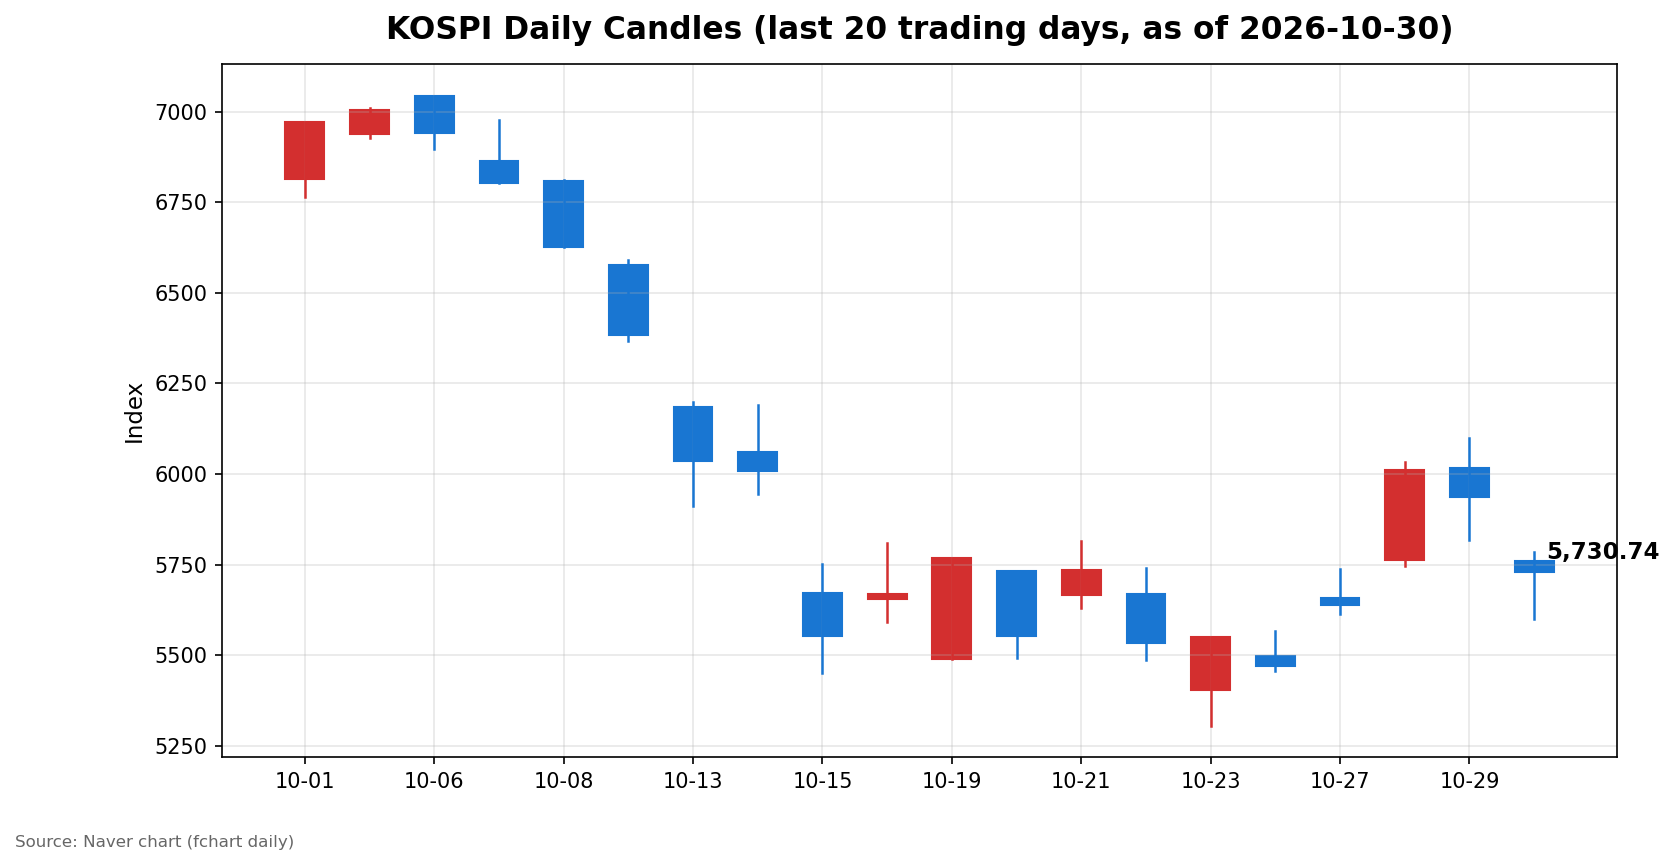 KOSPI Daily Candles (last 20 trading days, as of 2026-10-30)
Index
7000
6750
6500
6250
6000
5750
5500
5250
5,730.74
10-01 10-06 10-08 10-13 10-15 10-19 10-21 10-23 10-27 10-29
Source: Naver chart (fchart daily)